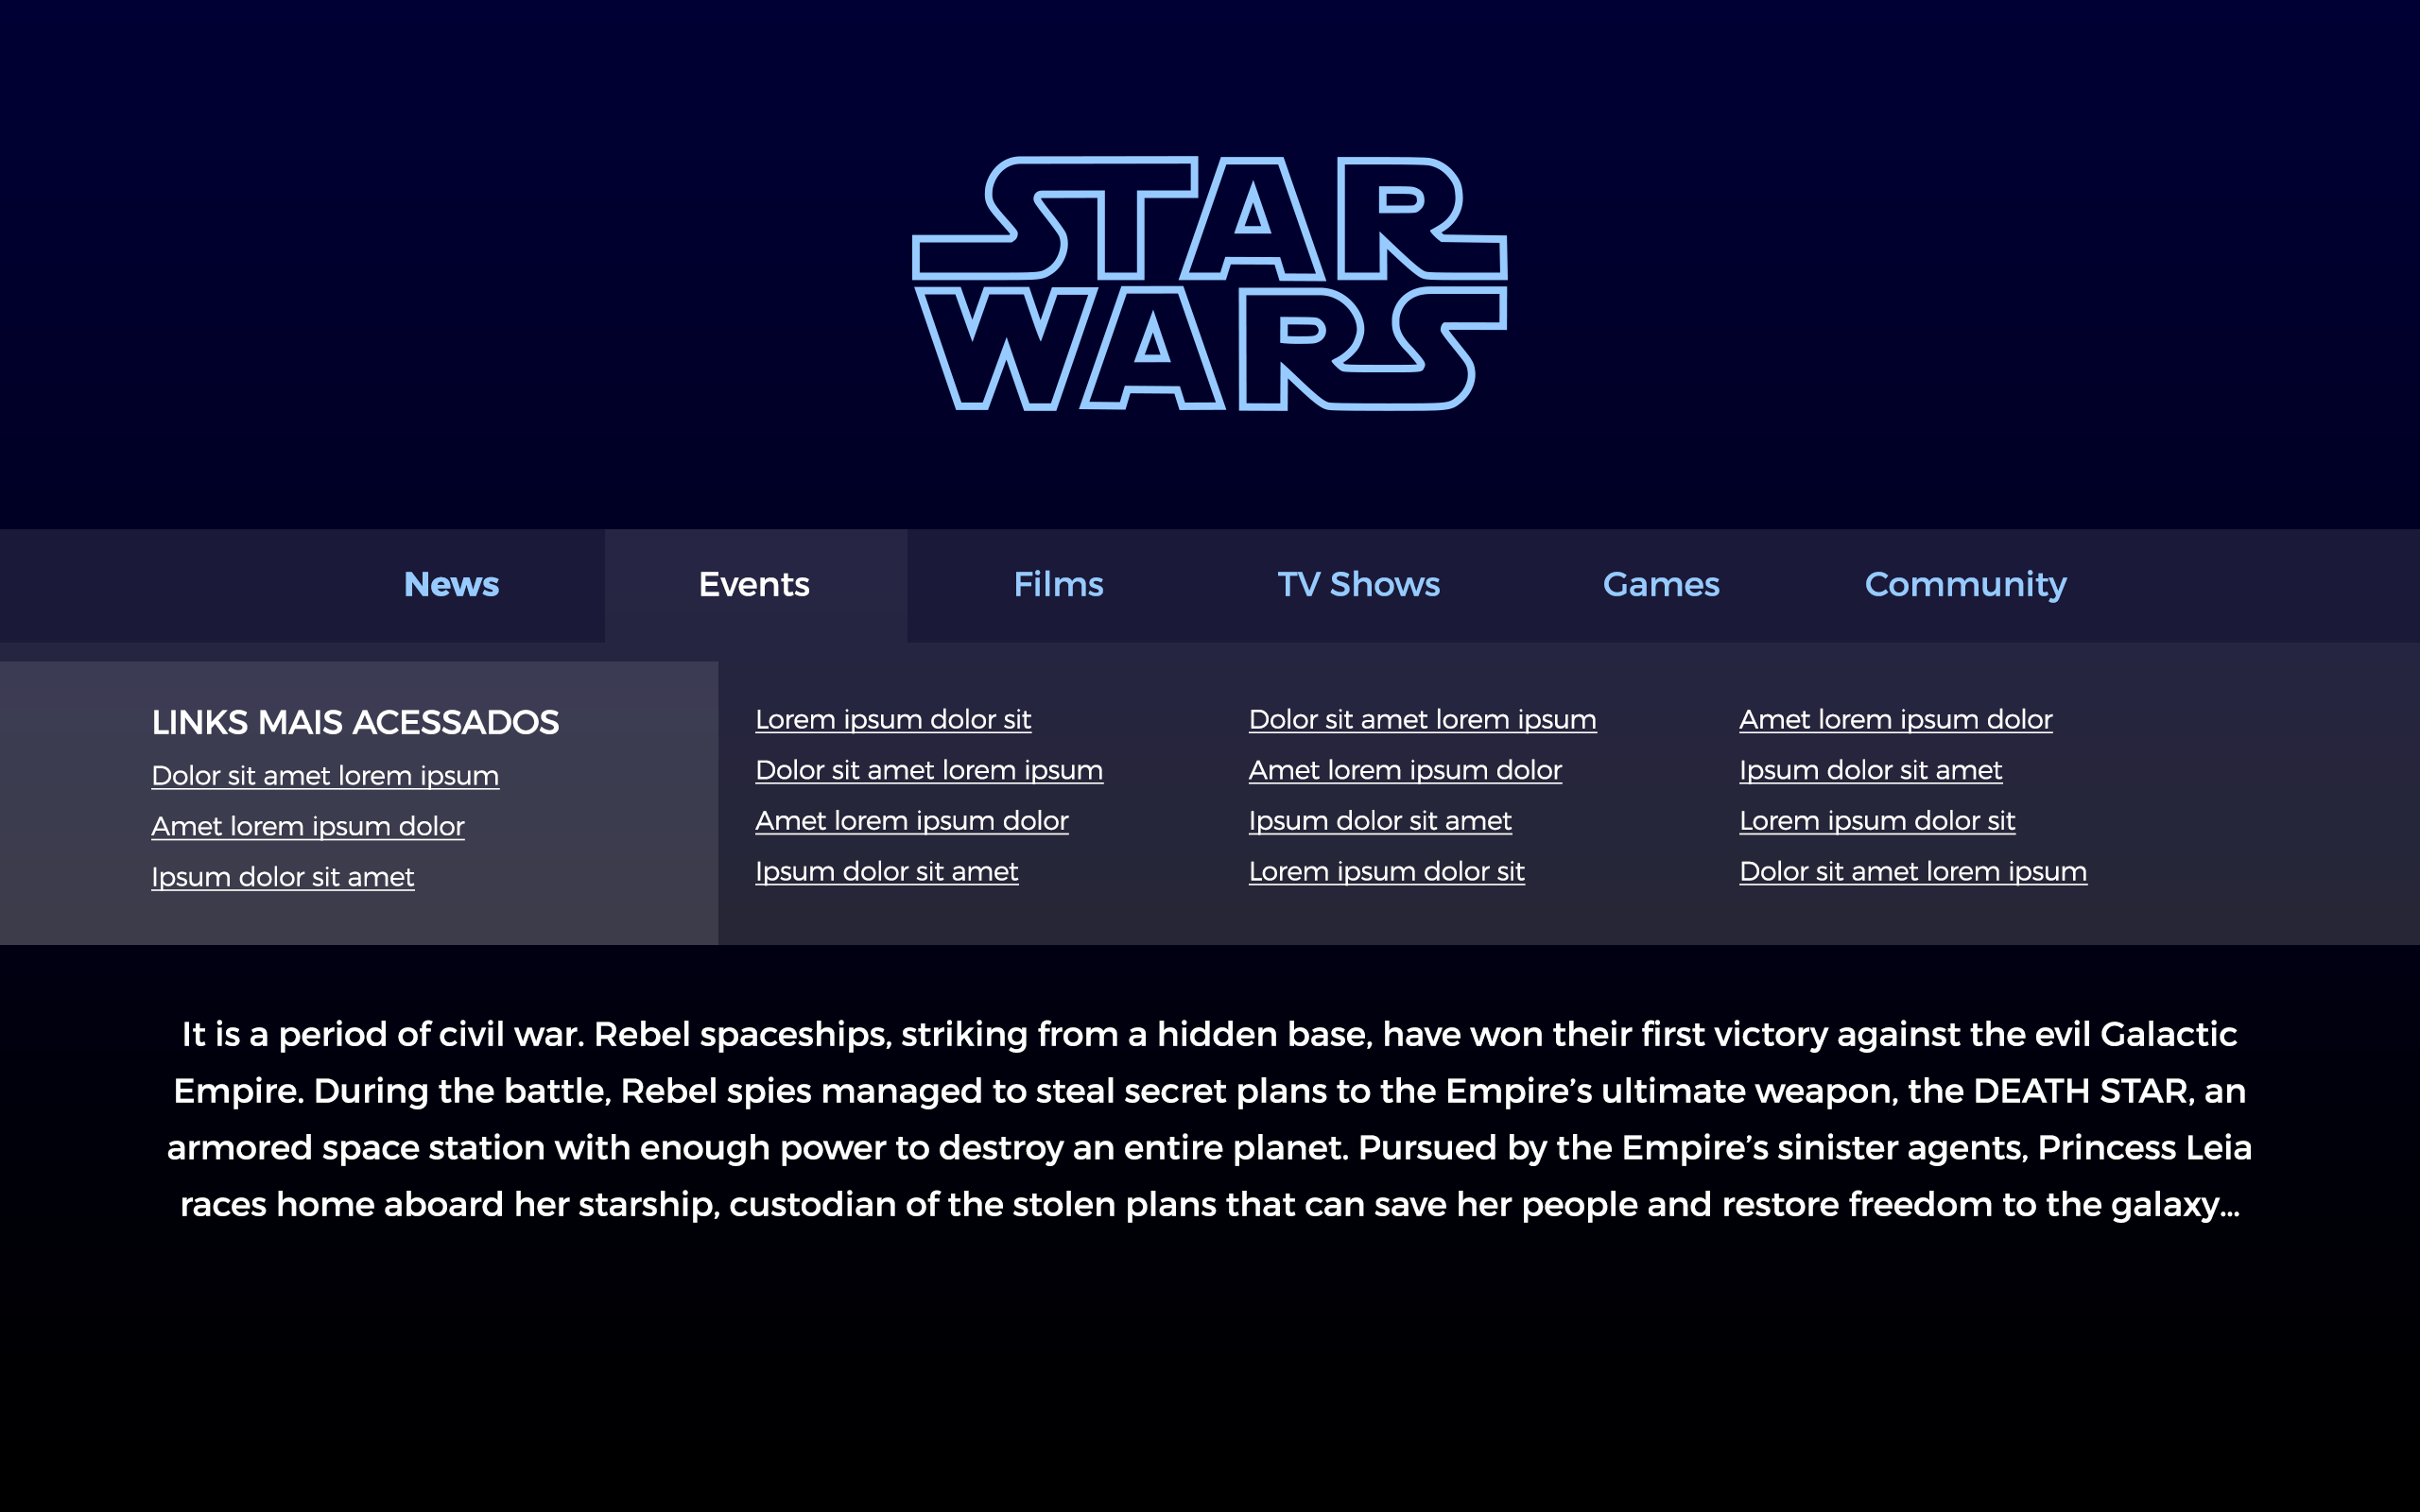 STAR
WARS
News Events Films TV Shows Games Community
LINKS MAIS ACESSADOS
Dolor sit amet lorem ipsum
Amet lorem ipsum dolor
Ipsum dolor sit amet
Lorem ipsum dolor sit
Dolor sit amet lorem ipsum
Amet lorem ipsum dolor
Ipsum dolor sit amet
Dolor sit amet lorem ipsum
Amet lorem ipsum dolor
Ipsum dolor sit amet
Lorem ipsum dolor sit
Amet lorem ipsum dolor
Ipsum dolor sit amet
Lorem ipsum dolor sit
Dolor sit amet lorem ipsum
It is a period of civil war. Rebel spaceships, striking from a hidden base, have won their first victory against the evil Galactic
Empire. During the battle, Rebel spies managed to steal secret plans to the Empire’s ultimate weapon, the DEATH STAR, an
armored space station with enough power to destroy an entire planet. Pursued by the Empire’s sinister agents, Princess Leia
races home aboard her starship, custodian of the stolen plans that can save her people and restore freedom to the galaxy...